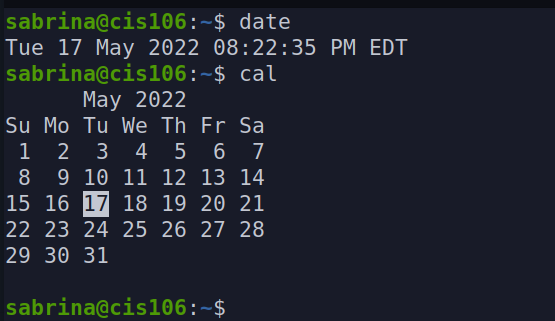 sabrina@cis106:~$ date
Tue 17 May 2022 08:22:35 PM EDT
sabrina@cis106:~$ cal
      May 2022
Su Mo Tu We Th Fr Sa
 1  2  3  4  5  6  7
 8  9 10 11 12 13 14
15 16 17 18 19 20 21
22 23 24 25 26 27 28
29 30 31
sabrina@cis106:~$